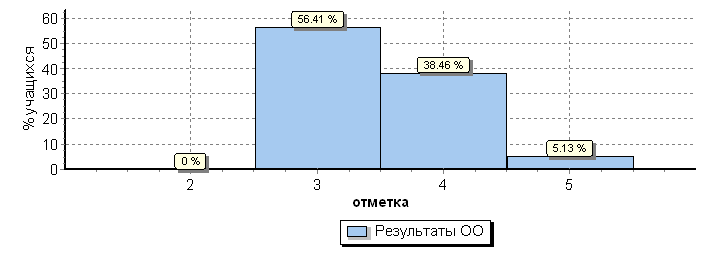 % учащихся
60
50
40
30
20
10
0
56.41 %
38.46 %
5.13 %
0 %
2 3 4 5
отметка
Результаты ОО